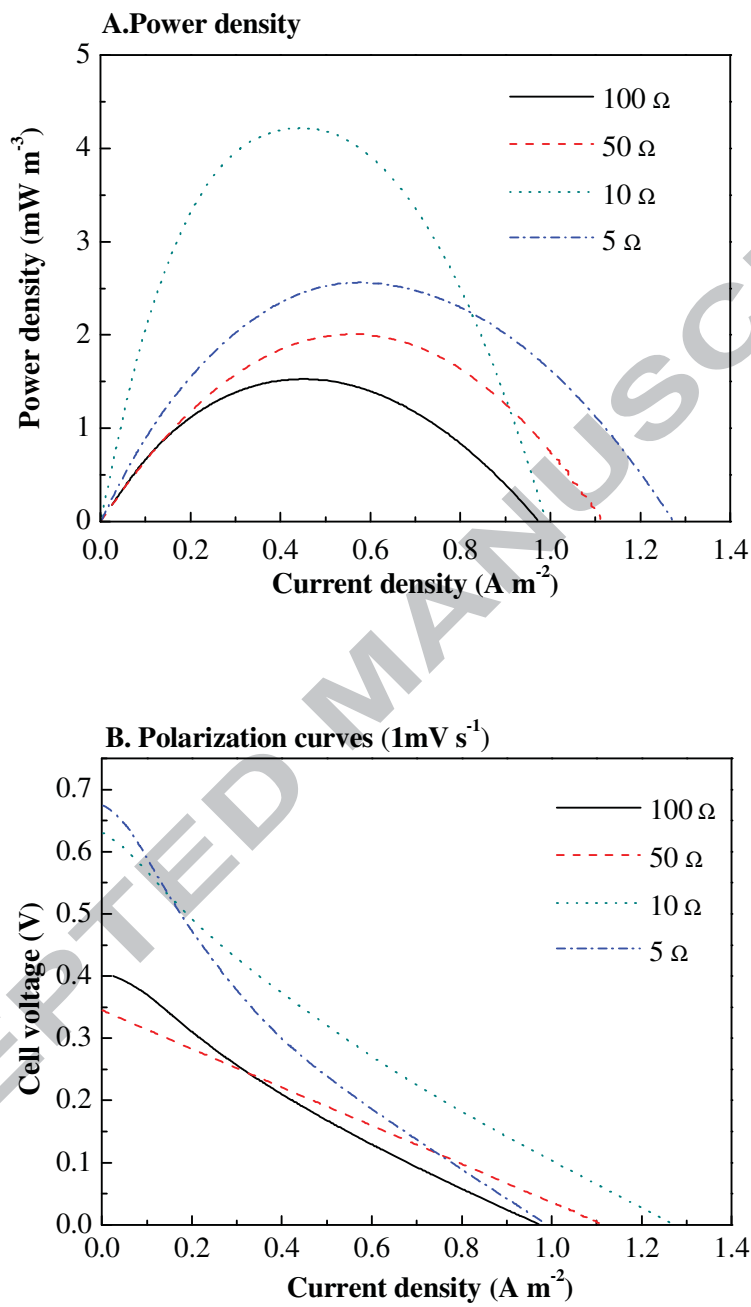 A.Power density
5
4
3
2
1
0
Power density (mW m⁻³)
100 Ω
50 Ω
10 Ω
5 Ω
0.0 0.2 0.4 0.6 0.8 1.0 1.2 1.4
Current density (A m⁻²)
B. Polarization curves (1mV s⁻¹)
0.7
0.6
0.5
0.4
0.3
0.2
0.1
0.0
Cell voltage (V)
100 Ω
50 Ω
10 Ω
5 Ω
0.0 0.2 0.4 0.6 0.8 1.0 1.2 1.4
Current density (A m⁻²)
EPTED MANUSC